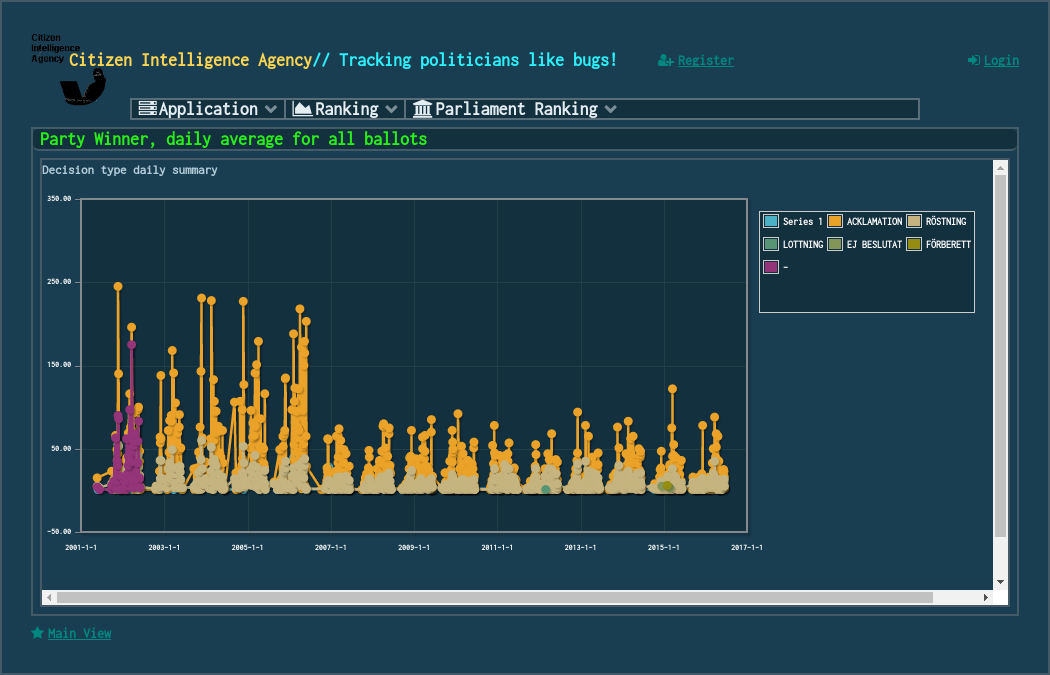 Citizen
Intelligence
Agency
Citizen Intelligence Agency// Tracking politicians like bugs!
Register
Login
Application
Ranking
Parliament Ranking
Party Winner, daily average for all ballots
Decision type daily summary
350.00
250.00
150.00
50.00
-50.00
2001-1-1
2003-1-1
2005-1-1
2007-1-1
2009-1-1
2011-1-1
2013-1-1
2015-1-1
2017-1-1
Series 1
ACKLAMATION
RÖSTNING
LOTTNING
EJ BESLUTAT
FÖRBERETT
-
Main View